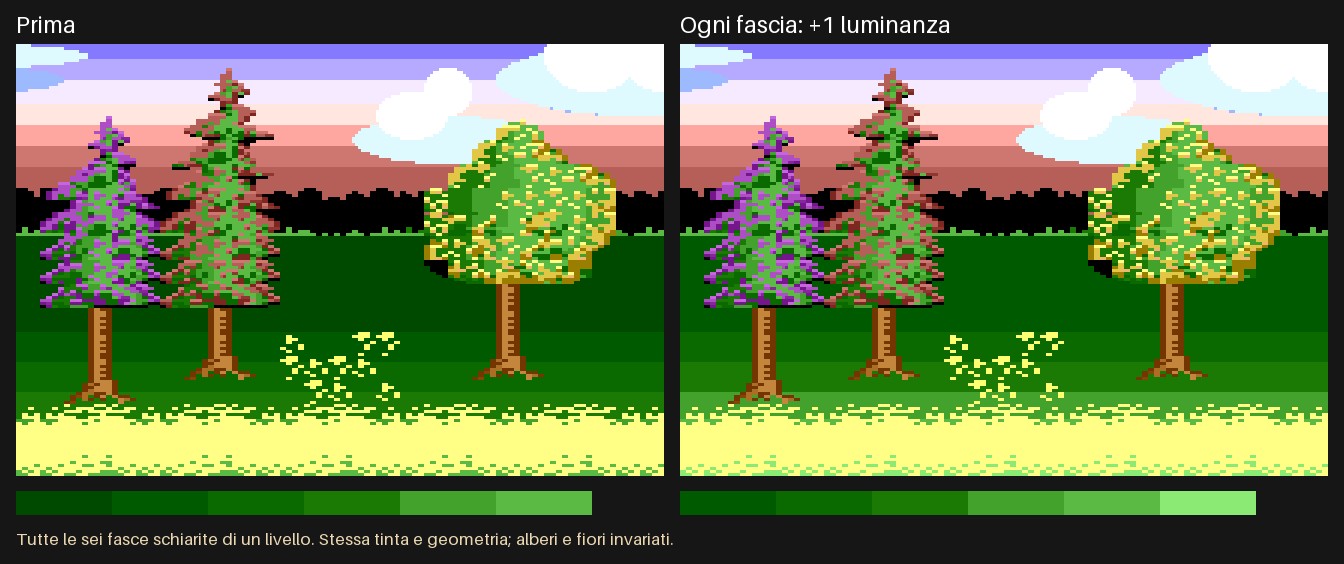 Prima
Ogni fascia: +1 luminanza
Tutte le sei fasce schiarite di un livello. Stessa tinta e geometria; alberi e fiori invariati.